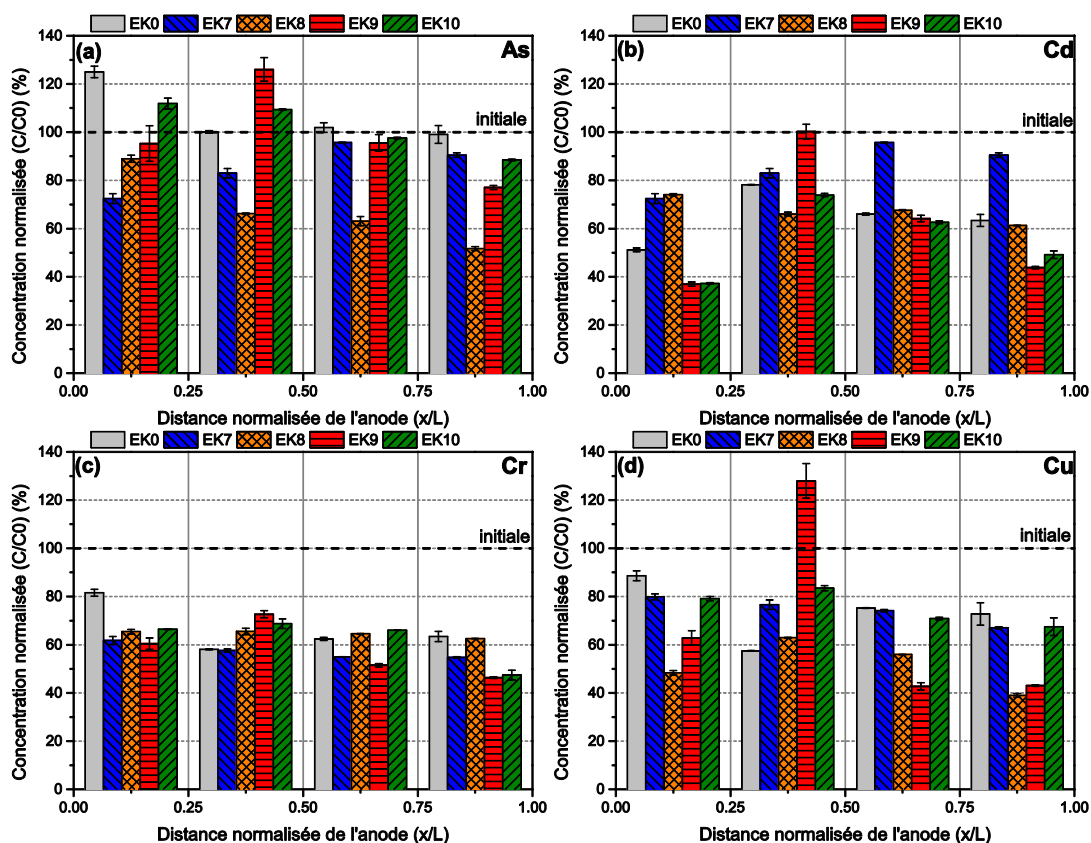 EK0 EK7 EK8 EK9 EK10
(a) As
initiale
Concentration normalisée (C/C0) (%)
140
120
100
80
60
40
20
0
0.00 0.25 0.50 0.75 1.00
Distance normalisée de l'anode (x/L)
EK0 EK7 EK8 EK9 EK10
(b) Cd
initiale
Concentration normalisée (C/C0) (%)
140
120
100
80
60
40
20
0
0.00 0.25 0.50 0.75 1.00
Distance normalisée de l'anode (x/L)
EK0 EK7 EK8 EK9 EK10
(c) Cr
initiale
Concentration normalisée (C/C0) (%)
140
120
100
80
60
40
20
0
0.00 0.25 0.50 0.75 1.00
Distance normalisée de l'anode (x/L)
EK0 EK7 EK8 EK9 EK10
(d) Cu
initiale
Concentration normalisée (C/C0) (%)
140
120
100
80
60
40
20
0
0.00 0.25 0.50 0.75 1.00
Distance normalisée de l'anode (x/L)